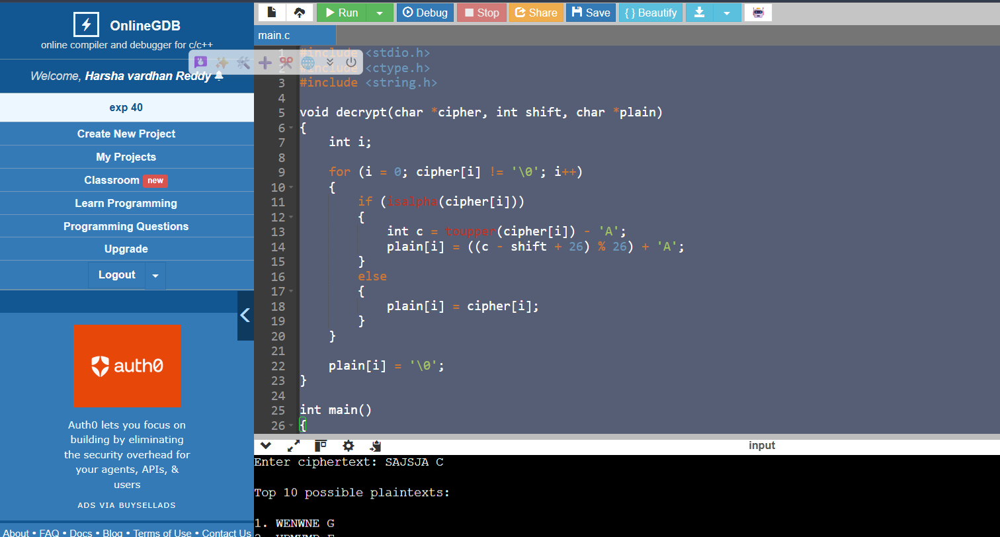 OnlineGDB
online compiler and debugger for c/c++
Welcome, Harsha vardhan Reddy
exp 40
Create New Project
My Projects
Classroom new
Learn Programming
Programming Questions
Upgrade
Logout
auth0
Auth0 lets you focus on
building by eliminating
the security overhead for
your agents, APIs, &
users
ADS VIA BUYSELLADS
About • FAQ • Docs • Blog • Terms of Use • Contact Us
Run Debug Stop Share Save { } Beautify
main.c
1 #include <stdio.h>
2 #include <ctype.h>
3 #include <string.h>
4
5 void decrypt(char *cipher, int shift, char *plain)
6 {
7     int i;
8
9     for (i = 0; cipher[i] != '\0'; i++)
10     {
11         if (isalpha(cipher[i]))
12         {
13             int c = toupper(cipher[i]) - 'A';
14             plain[i] = ((c - shift + 26) % 26) + 'A';
15         }
16         else
17         {
18             plain[i] = cipher[i];
19         }
20     }
21
22     plain[i] = '\0';
23 }
24
25 int main()
26 {
input
Enter ciphertext: SAJSJA C
Top 10 possible plaintexts:
1. WENWNE G